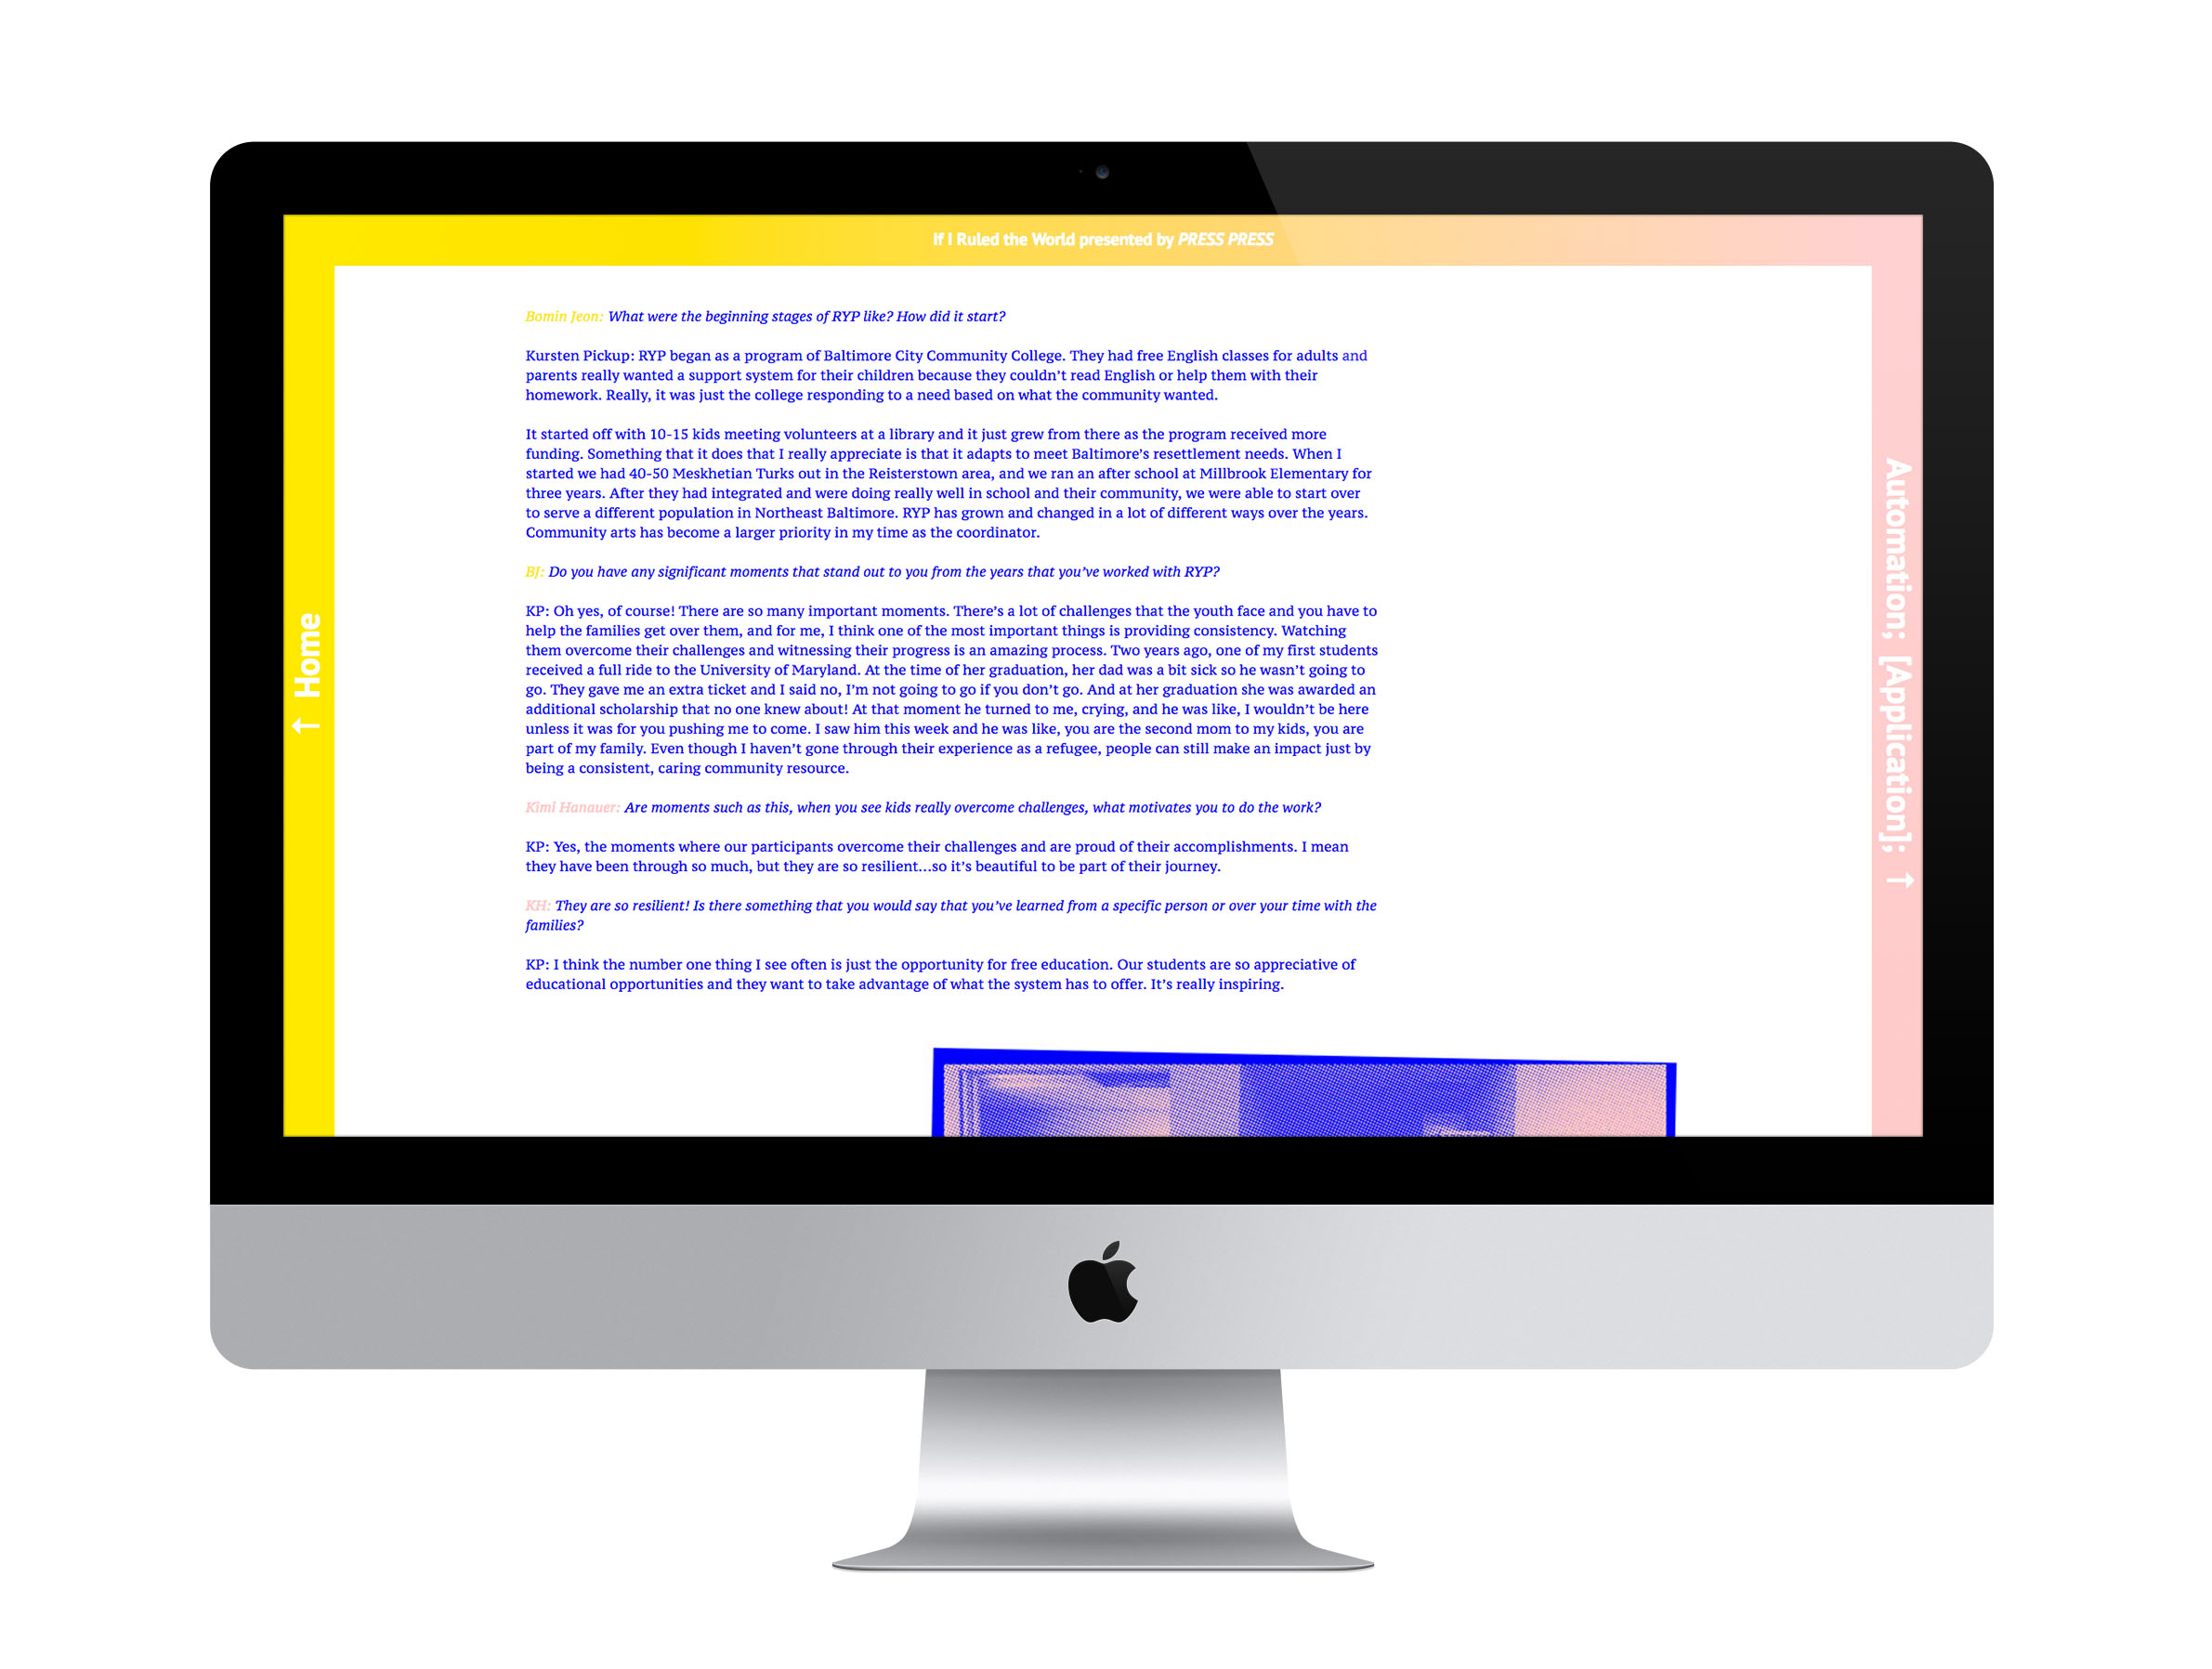 If I Ruled the World presented by PRESS PRESS
↑ Home
Bomin Jeon: What were the beginning stages of RYP like? How did it start?
Kursten Pickup: RYP began as a program of Baltimore City Community College. They had free English classes for adults and
parents really wanted a support system for their children because they couldn’t read English or help them with their
homework. Really, it was just the college responding to a need based on what the community wanted.
It started off with 10-15 kids meeting volunteers at a library and it just grew from there as the program received more
funding. Something that it does that I really appreciate is that it adapts to meet Baltimore’s resettlement needs. When I
started we had 40-50 Meskhetian Turks out in the Reisterstown area, and we ran an after school at Millbrook Elementary for
three years. After they had integrated and were doing really well in school and their community, we were able to start over
to serve a different population in Northeast Baltimore. RYP has grown and changed in a lot of different ways over the years.
Community arts has become a larger priority in my time as the coordinator.
BJ: Do you have any significant moments that stand out to you from the years that you’ve worked with RYP?
KP: Oh yes, of course! There are so many important moments. There’s a lot of challenges that the youth face and you have to
help the families get over them, and for me, I think one of the most important things is providing consistency. Watching
them overcome their challenges and witnessing their progress is an amazing process. Two years ago, one of my first students
received a full ride to the University of Maryland. At the time of her graduation, her dad was a bit sick so he wasn’t going to
go. They gave me an extra ticket and I said no, I’m not going to go if you don’t go. And at her graduation she was awarded an
additional scholarship that no one knew about! At that moment he turned to me, crying, and he was like, I wouldn’t be here
unless it was for you pushing me to come. I saw him this week and he was like, you are the second mom to my kids, you are
part of my family. Even though I haven’t gone through their experience as a refugee, people can still make an impact just by
being a consistent, caring community resource.
Kimi Hanauer: Are moments such as this, when you see kids really overcome challenges, what motivates you to do the work?
KP: Yes, the moments where our participants overcome their challenges and are proud of their accomplishments. I mean
they have been through so much, but they are so resilient...so it’s beautiful to be part of their journey.
KH: They are so resilient! Is there something that you would say that you’ve learned from a specific person or over your time with the
families?
KP: I think the number one thing I see often is just the opportunity for free education. Our students are so appreciative of
educational opportunities and they want to take advantage of what the system has to offer. It’s really inspiring.
Automation; [Application]; ↑